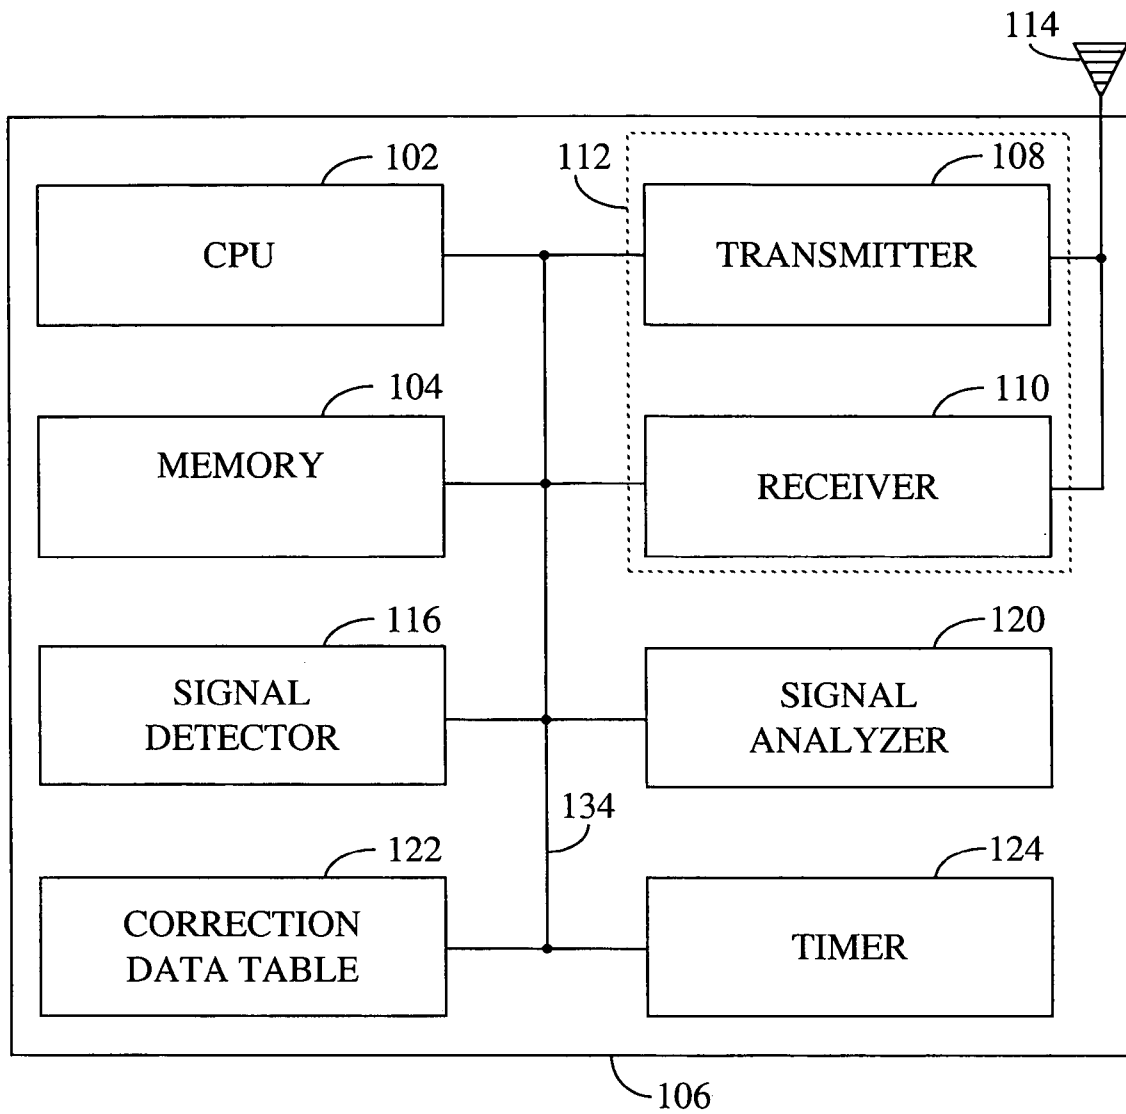 114
102
112
108
CPU
TRANSMITTER
104
110
MEMORY
RECEIVER
116
120
SIGNAL
DETECTOR
SIGNAL
ANALYZER
134
122
124
CORRECTION
DATA TABLE
TIMER
106